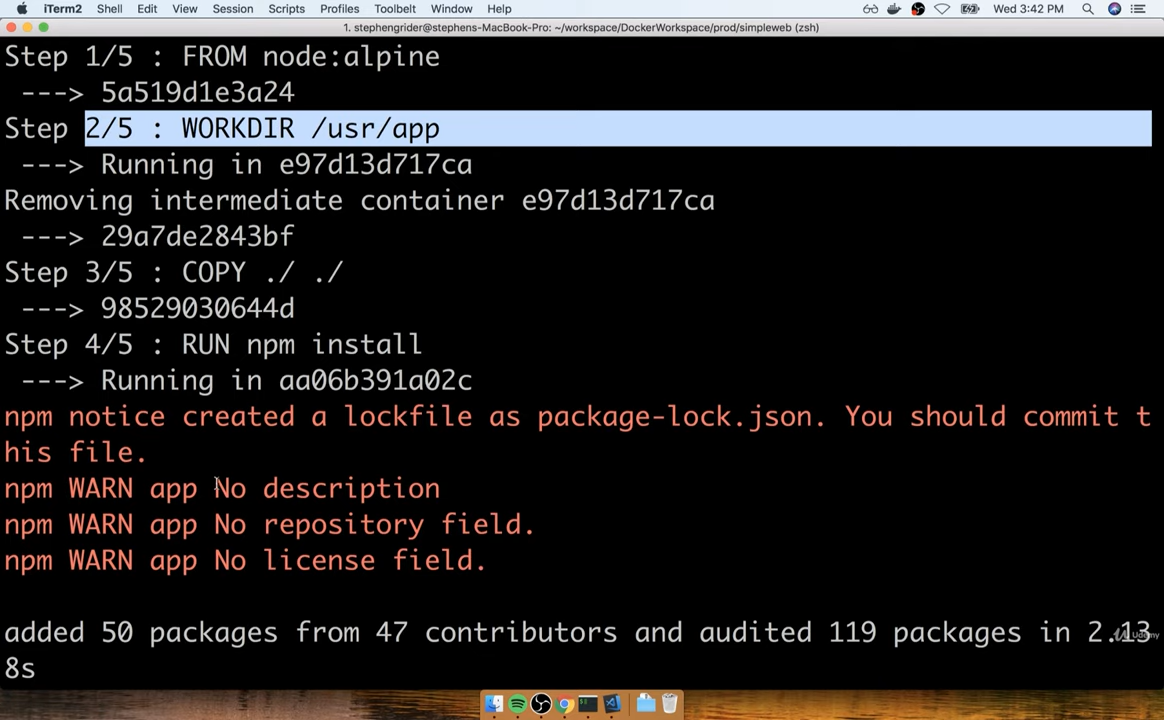 iTerm2 Shell Edit View Session Scripts Profiles Toolbelt Window Help Wed 3:42 PM
1. stephengrider@stephens-MacBook-Pro: ~/workspace/DockerWorkspace/prod/simpleweb (zsh)
Step 1/5 : FROM node:alpine
---> 5a519d1e3a24
Step 2/5 : WORKDIR /usr/app
---> Running in e97d13d717ca
Removing intermediate container e97d13d717ca
---> 29a7de2843bf
Step 3/5 : COPY ./ ./
---> 98529030644d
Step 4/5 : RUN npm install
---> Running in aa06b391a02c
npm notice created a lockfile as package-lock.json. You should commit t
his file.
npm WARN app No description
npm WARN app No repository field.
npm WARN app No license field.
added 50 packages from 47 contributors and audited 119 packages in 2.13
8s
Udemy